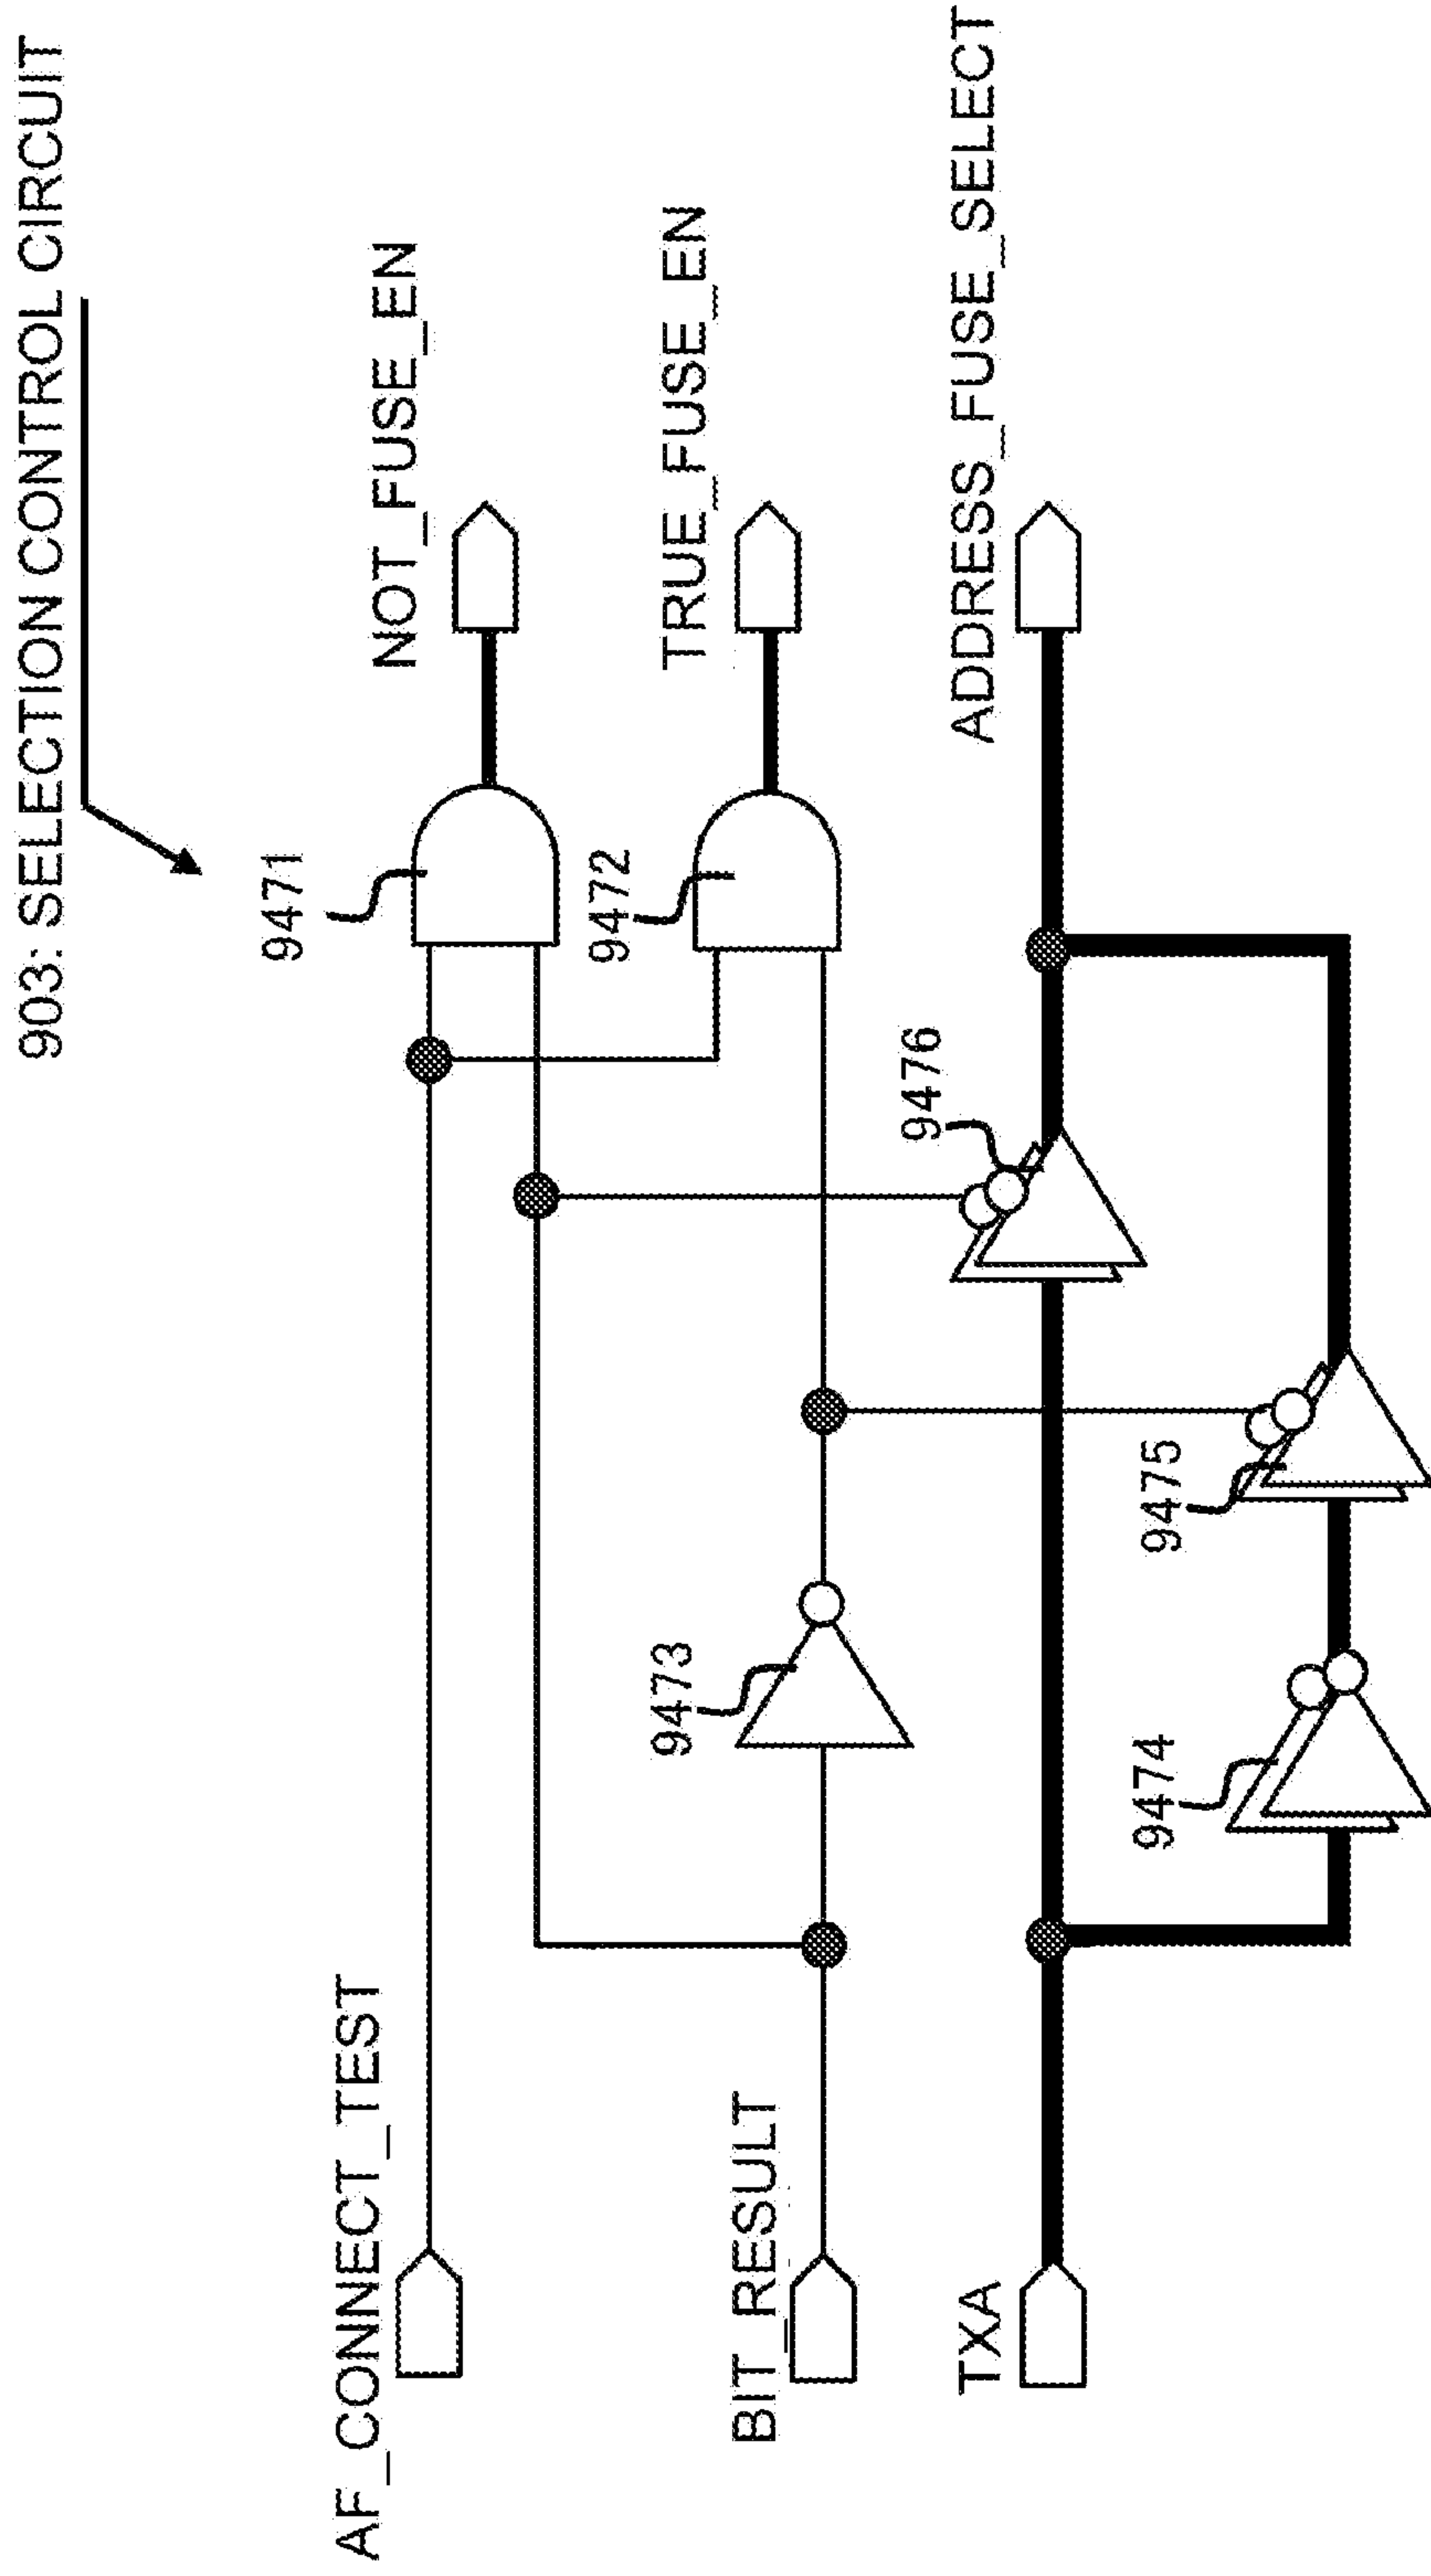 903: SELECTION CONTROL CIRCUIT
AF_CONNECT_TEST
9471
NOT_FUSE_EN
BIT_RESULT
9473
9472
TRUE_FUSE_EN
TXA
9476
ADDRESS_FUSE_SELECT
9474
9475